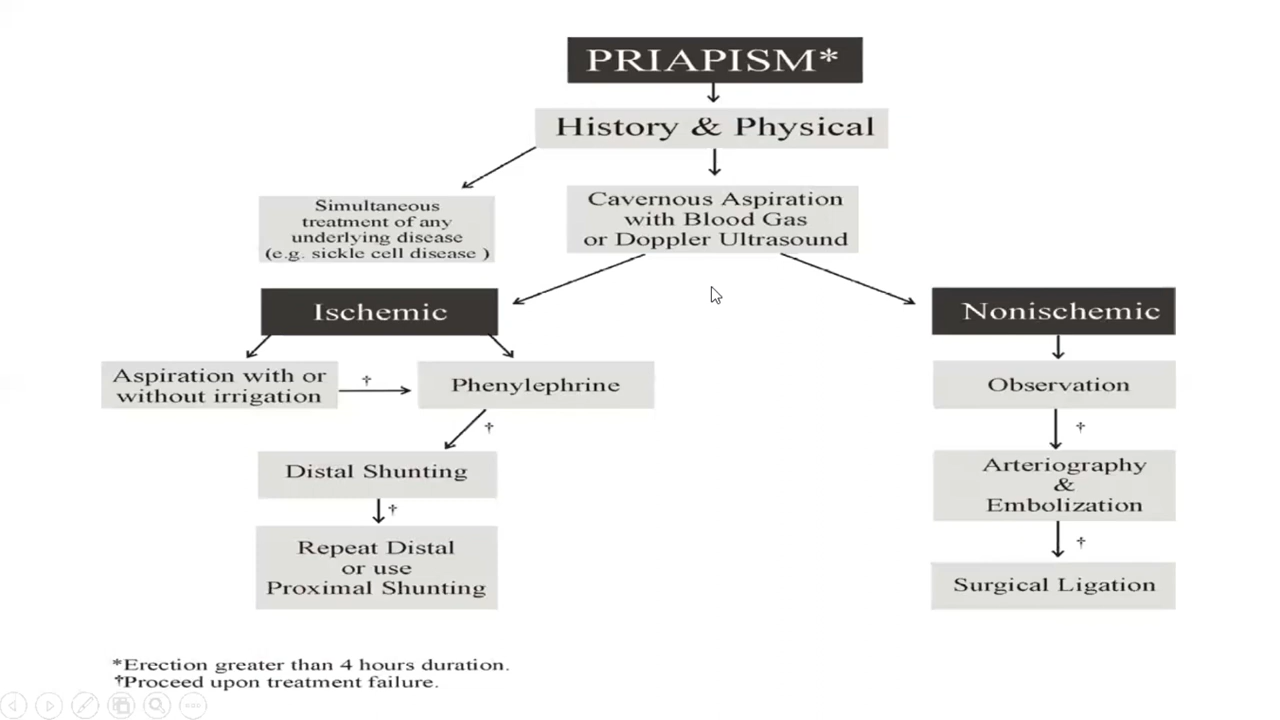 PRIAPISM*
History & Physical
Simultaneous
treatment of any
underlying disease
(e.g. sickle cell disease )
Cavernous Aspiration
with Blood Gas
or Doppler Ultrasound
Ischemic
Nonischemic
Aspiration with or
without irrigation
†
Phenylephrine
Observation
†
†
Distal Shunting
Arteriography
&
Embolization
†
†
Repeat Distal
or use
Proximal Shunting
Surgical Ligation
*Erection greater than 4 hours duration.
†Proceed upon treatment failure.